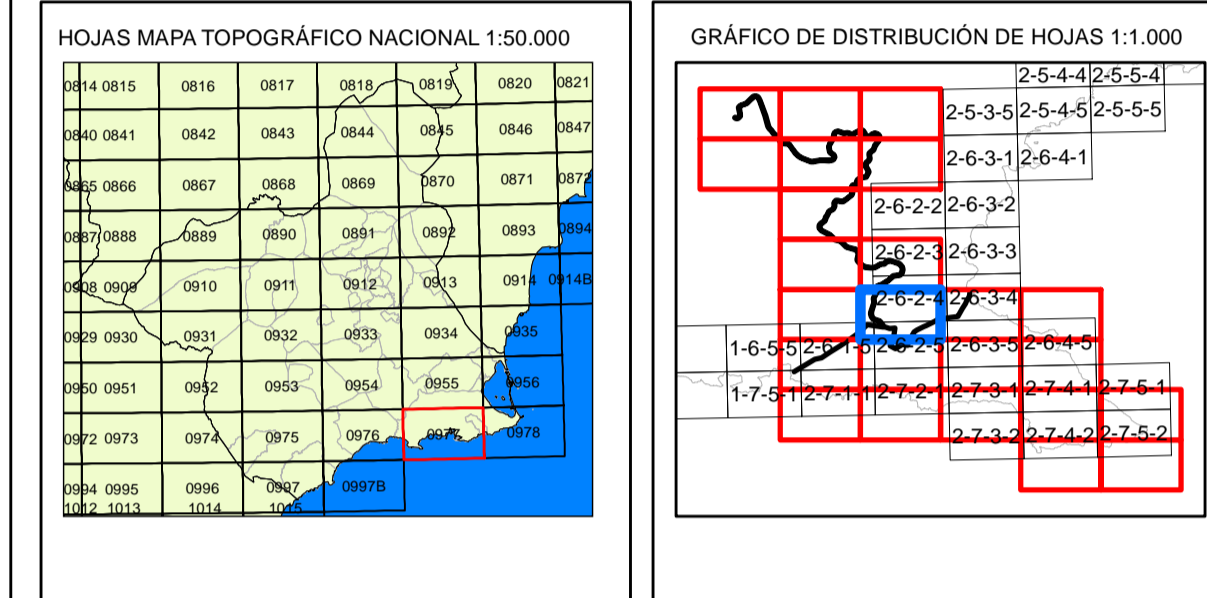 HOJAS MAPA TOPOGRÁFICO NACIONAL 1:50.000
0814 0815 0816 0817 0818 0819 0820 0821
0840 0841 0842 0843 0844 0845 0846 0847
0865 0866 0867 0868 0869 0870 0871 0872
0887 0888 0889 0890 0891 0892 0893 0894
0908 0909 0910 0911 0912 0913 0914 0914B
0929 0930 0931 0932 0933 0934 0935
0950 0951 0952 0953 0954 0955 0956
0972 0973 0974 0975 0976 0977 0978
0994 0995 0996 0997 0997B
1012 1013 1014 1015
GRÁFICO DE DISTRIBUCIÓN DE HOJAS 1:1.000
2-5-4-4 2-5-5-4
2-5-3-5 2-5-4-5 2-5-5-5
2-6-3-1 2-6-4-1
2-6-2-2 2-6-3-2
2-6-2-3 2-6-3-3
2-6-2-4 2-6-3-4
1-6-5-5 2-6-1-5 2-6-2-5 2-6-3-5 2-6-4-5
1-7-5-1 2-7-1-1 2-7-2-1 2-7-3-1 2-7-4-1 2-7-5-1
2-7-3-2 2-7-4-2 2-7-5-2